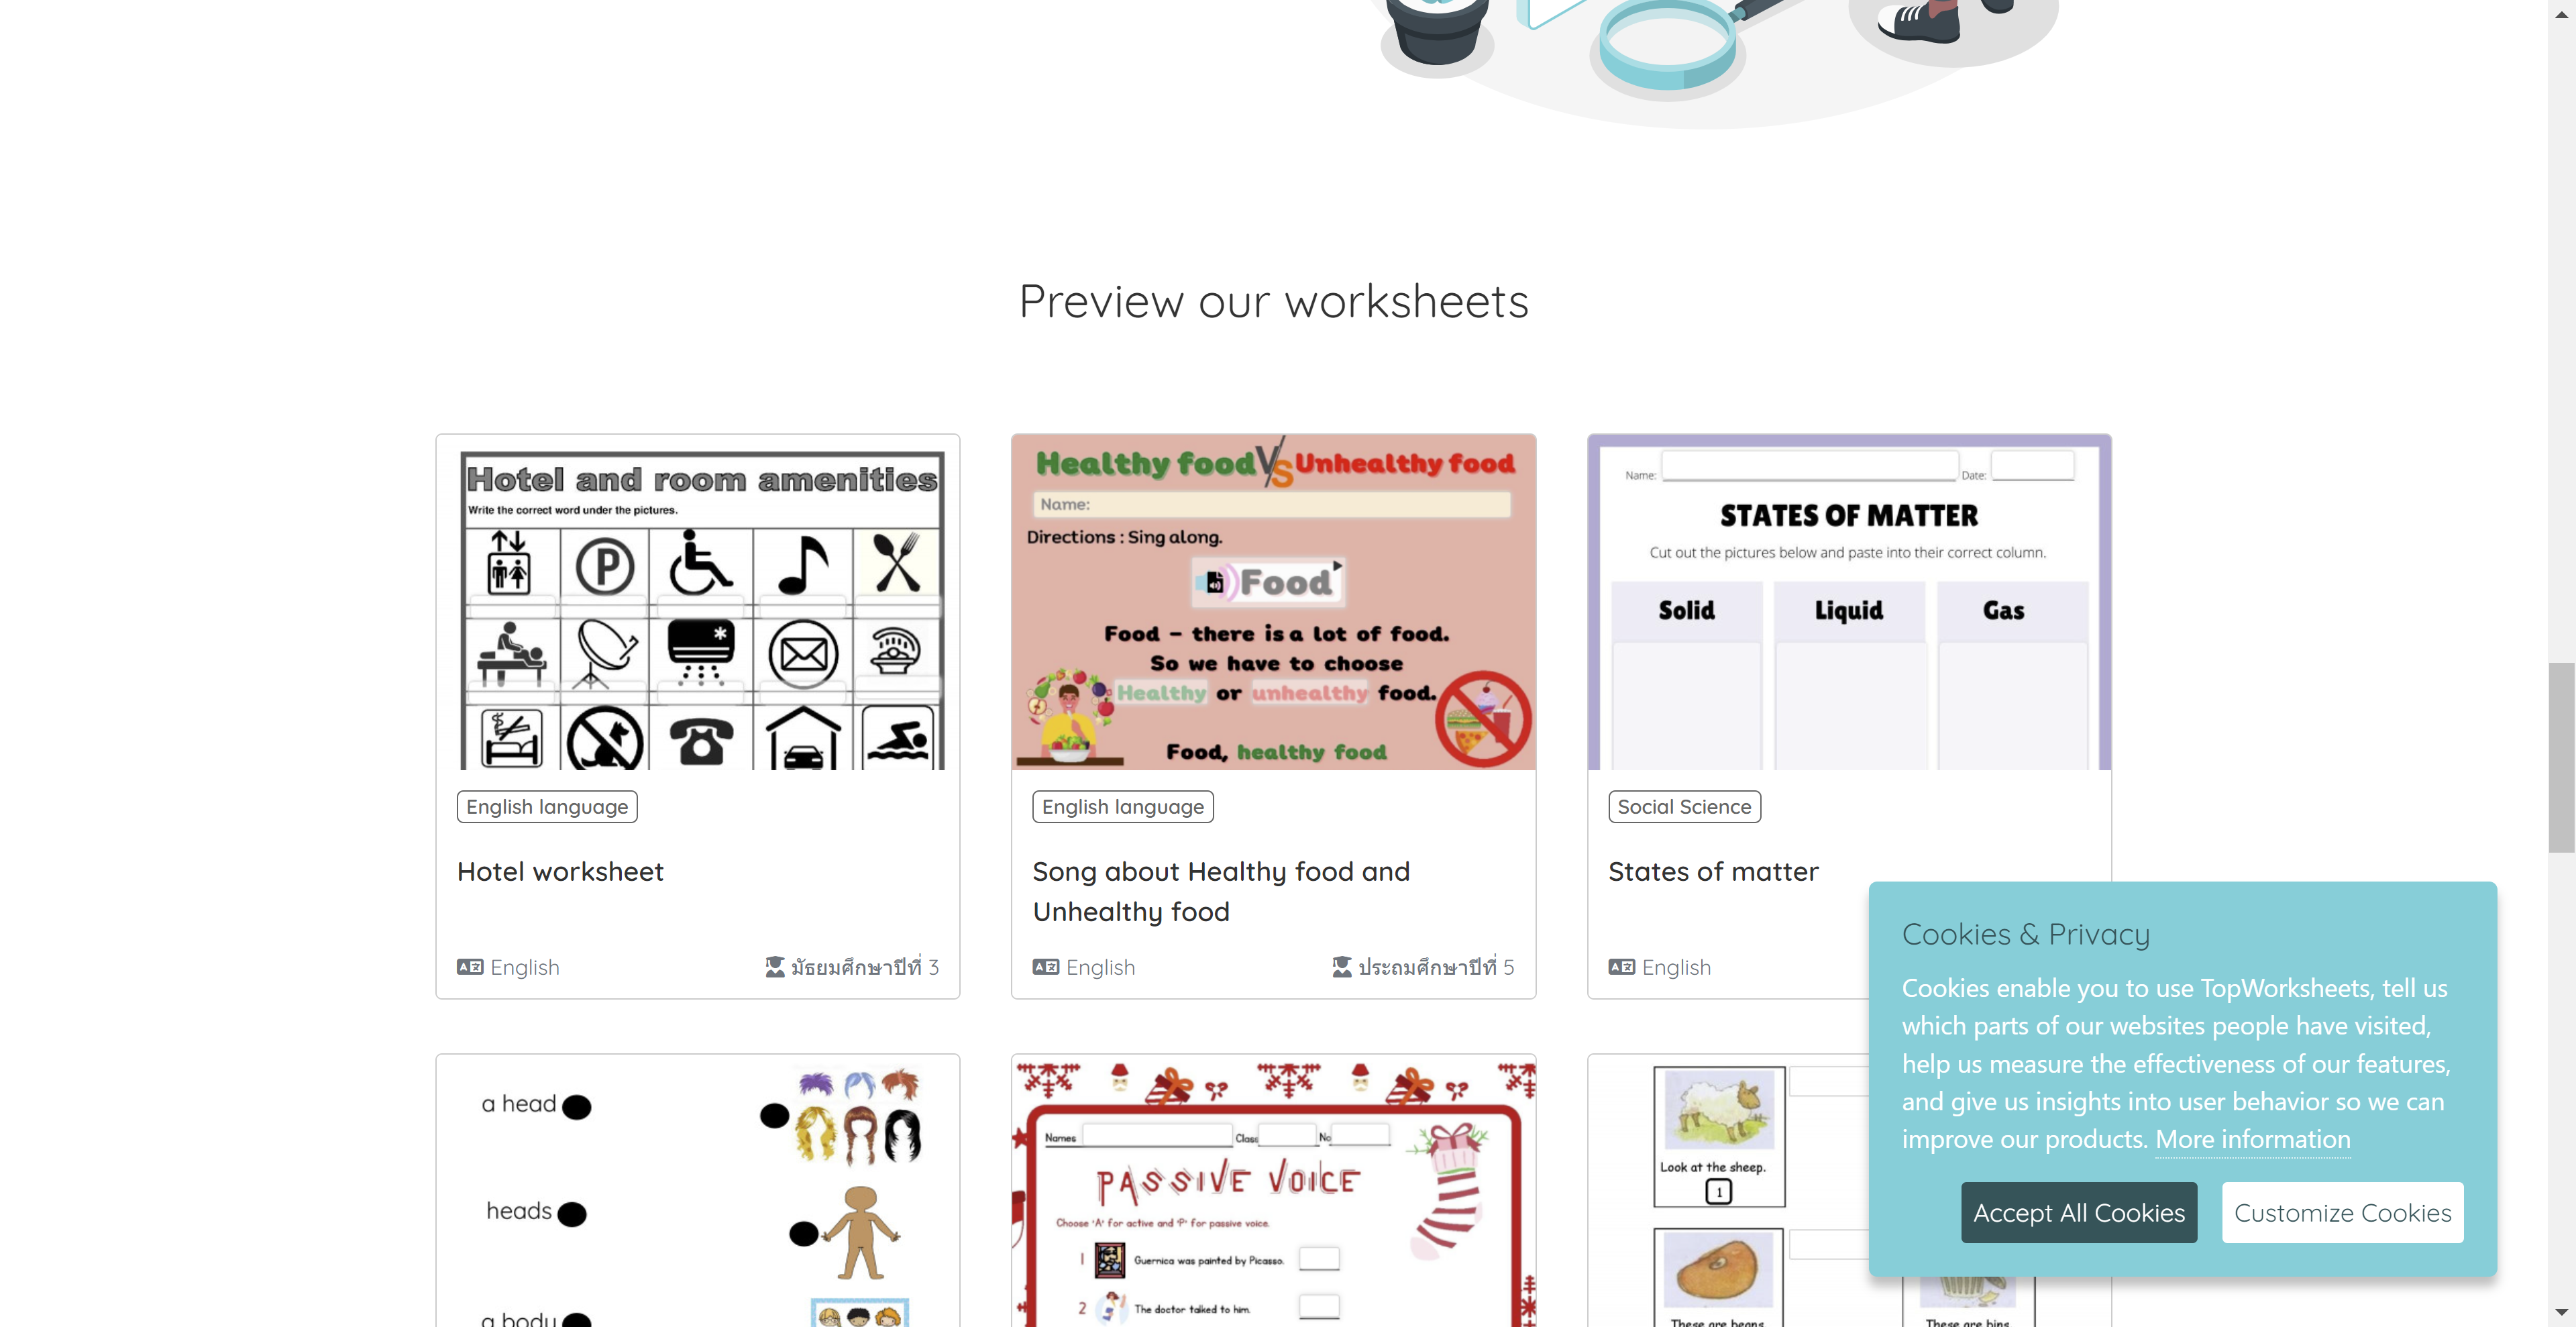 Preview our worksheets
Hotel and room amenities
Write the correct word under the pictures.
P
English language
Hotel worksheet
English
มัธยมศึกษาปีที่ 3
Healthy food VS Unhealthy food
Name:
Directions : Sing along.
Food
Food – there is a lot of food.
So we have to choose
Healthy or unhealthy food.
Food, healthy food
English language
Song about Healthy food and
Unhealthy food
English
ประถมศึกษาปีที่ 5
Name:
Date:
STATES OF MATTER
Cut out the pictures below and paste into their correct column.
Solid
Liquid
Gas
Social Science
States of matter
English
a head
heads
a body
Names
Class
No
PASSIVE VOICE
Choose 'A' for active and 'P' for passive voice.
1 Guernica was painted by Picasso.
2 The doctor talked to him.
Look at the sheep.
1
These are beans
These are bins
Cookies & Privacy
Cookies enable you to use TopWorksheets, tell us
which parts of our websites people have visited,
help us measure the effectiveness of our features,
and give us insights into user behavior so we can
improve our products. More information
Accept All Cookies
Customize Cookies